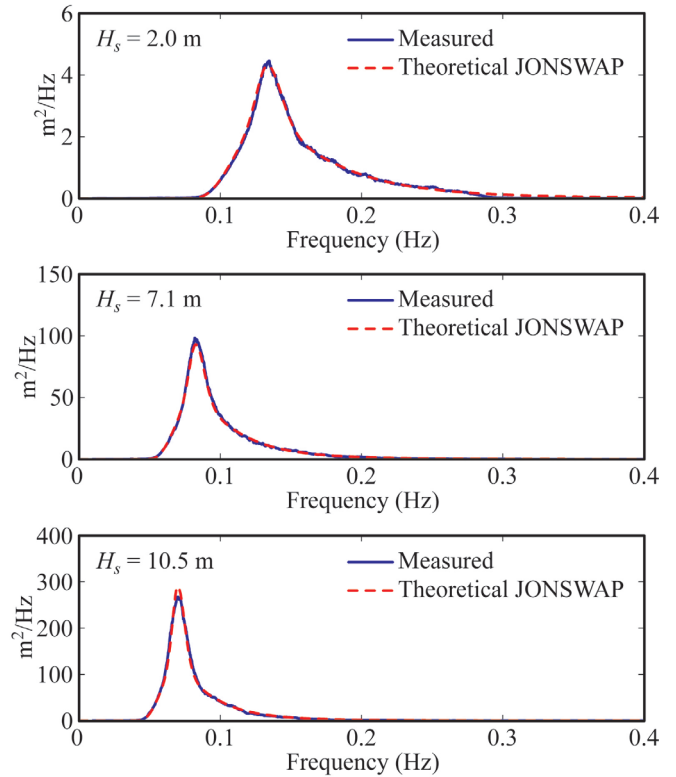 6
H_s = 2.0 m
Measured
Theoretical JONSWAP
4
m²/Hz
2
0
0 0.1 0.2 0.3 0.4
Frequency (Hz)
150
H_s = 7.1 m
Measured
Theoretical JONSWAP
100
m²/Hz
50
0
0 0.1 0.2 0.3 0.4
Frequency (Hz)
400
H_s = 10.5 m
Measured
Theoretical JONSWAP
300
m²/Hz
200
100
0
0 0.1 0.2 0.3 0.4
Frequency (Hz)